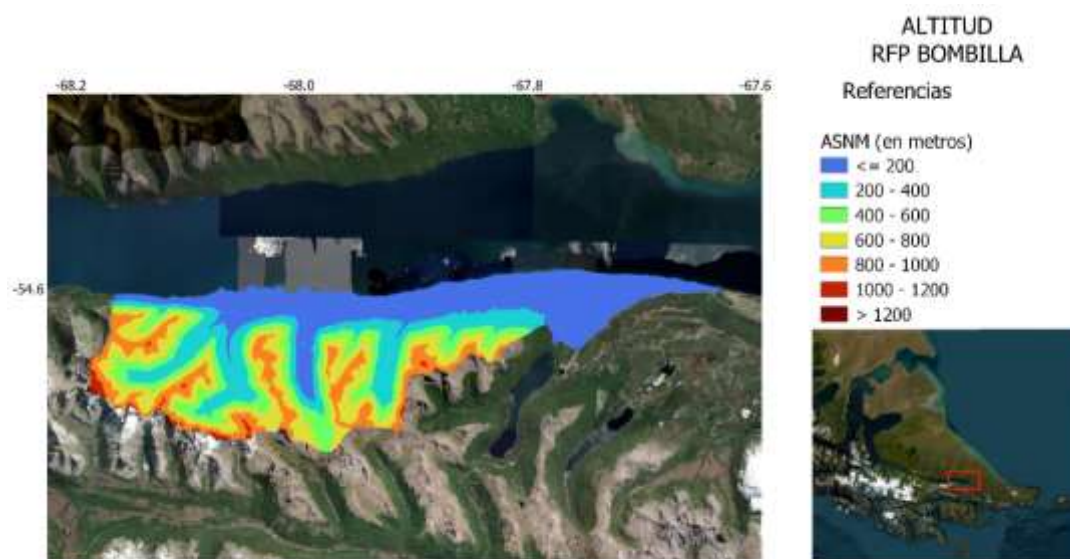 ALTITUD
RFP BOMBILLA
Referencias
-68.2
-68.0
-67.8
-67.6
-54.6
ASNM (en metros)
<= 200
200 - 400
400 - 600
600 - 800
800 - 1000
1000 - 1200
> 1200